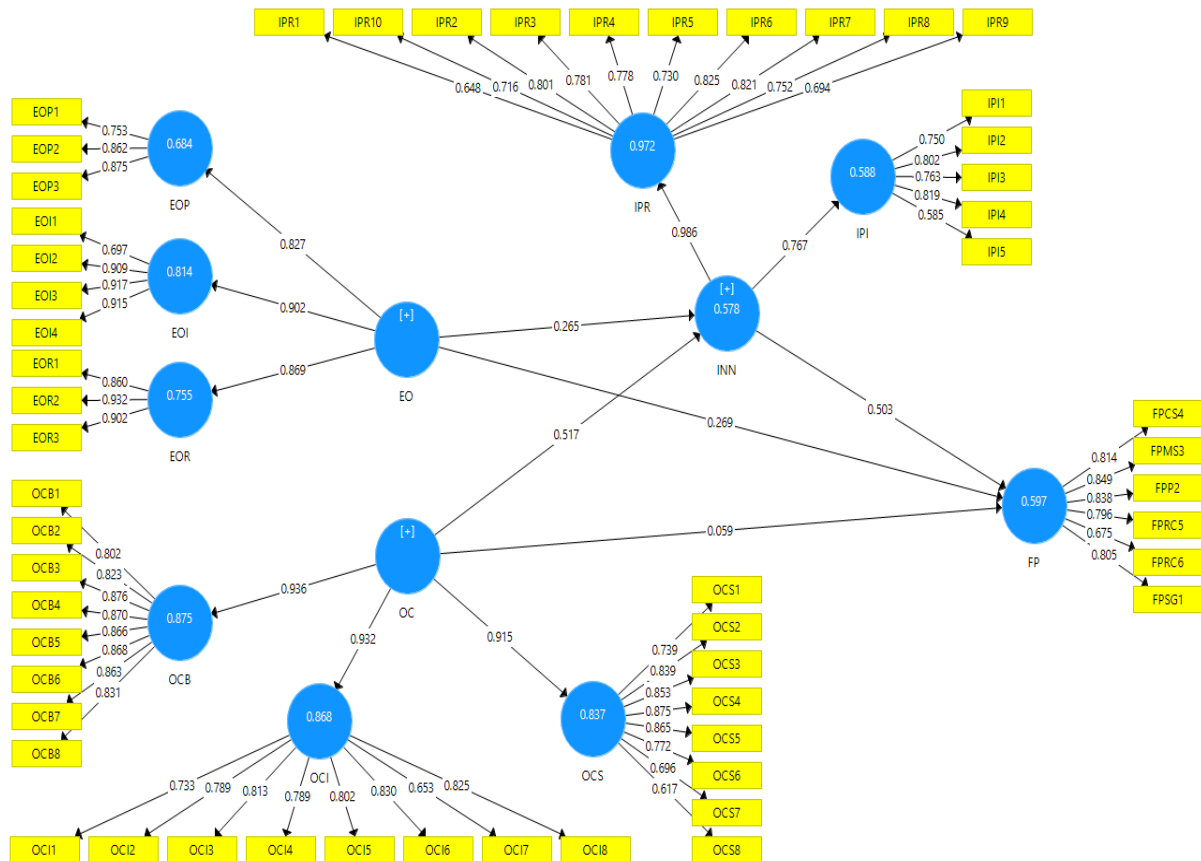 IPR1 IPR10 IPR2 IPR3 IPR4 IPR5 IPR6 IPR7 IPR8 IPR9
0.648 0.716 0.801 0.781 0.778 0.730 0.825 0.821 0.752 0.694
0.972
IPR
EOP1
EOP2
EOP3
0.753
0.862
0.875
0.684
EOP
IPI1
IPI2
IPI3
IPI4
IPI5
0.750
0.802
0.763
0.819
0.585
0.588
IPI
EOI1
EOI2
EOI3
EOI4
0.697
0.909
0.917
0.915
0.814
EOI
0.827
0.902
0.869
0.986
0.767
[+]
EO
[+]
0.578
INN
0.265
0.269
0.517
0.503
0.059
EOR1
EOR2
EOR3
0.860
0.932
0.902
0.755
EOR
FPCS4
FPMS3
FPP2
FPRC5
FPRC6
FPSG1
0.814
0.849
0.838
0.796
0.675
0.805
0.597
FP
OCB1
OCB2
OCB3
OCB4
OCB5
OCB6
OCB7
OCB8
0.802
0.823
0.876
0.870
0.866
0.868
0.863
0.831
0.875
OCB
[+]
OC
0.936
0.932
0.915
OCS1
OCS2
OCS3
OCS4
OCS5
OCS6
OCS7
OCS8
0.739
0.839
0.853
0.875
0.865
0.772
0.696
0.617
0.837
OCS
0.868
OCI
0.733 0.789 0.813 0.789 0.802 0.830 0.653 0.825
OCI1 OCI2 OCI3 OCI4 OCI5 OCI6 OCI7 OCI8